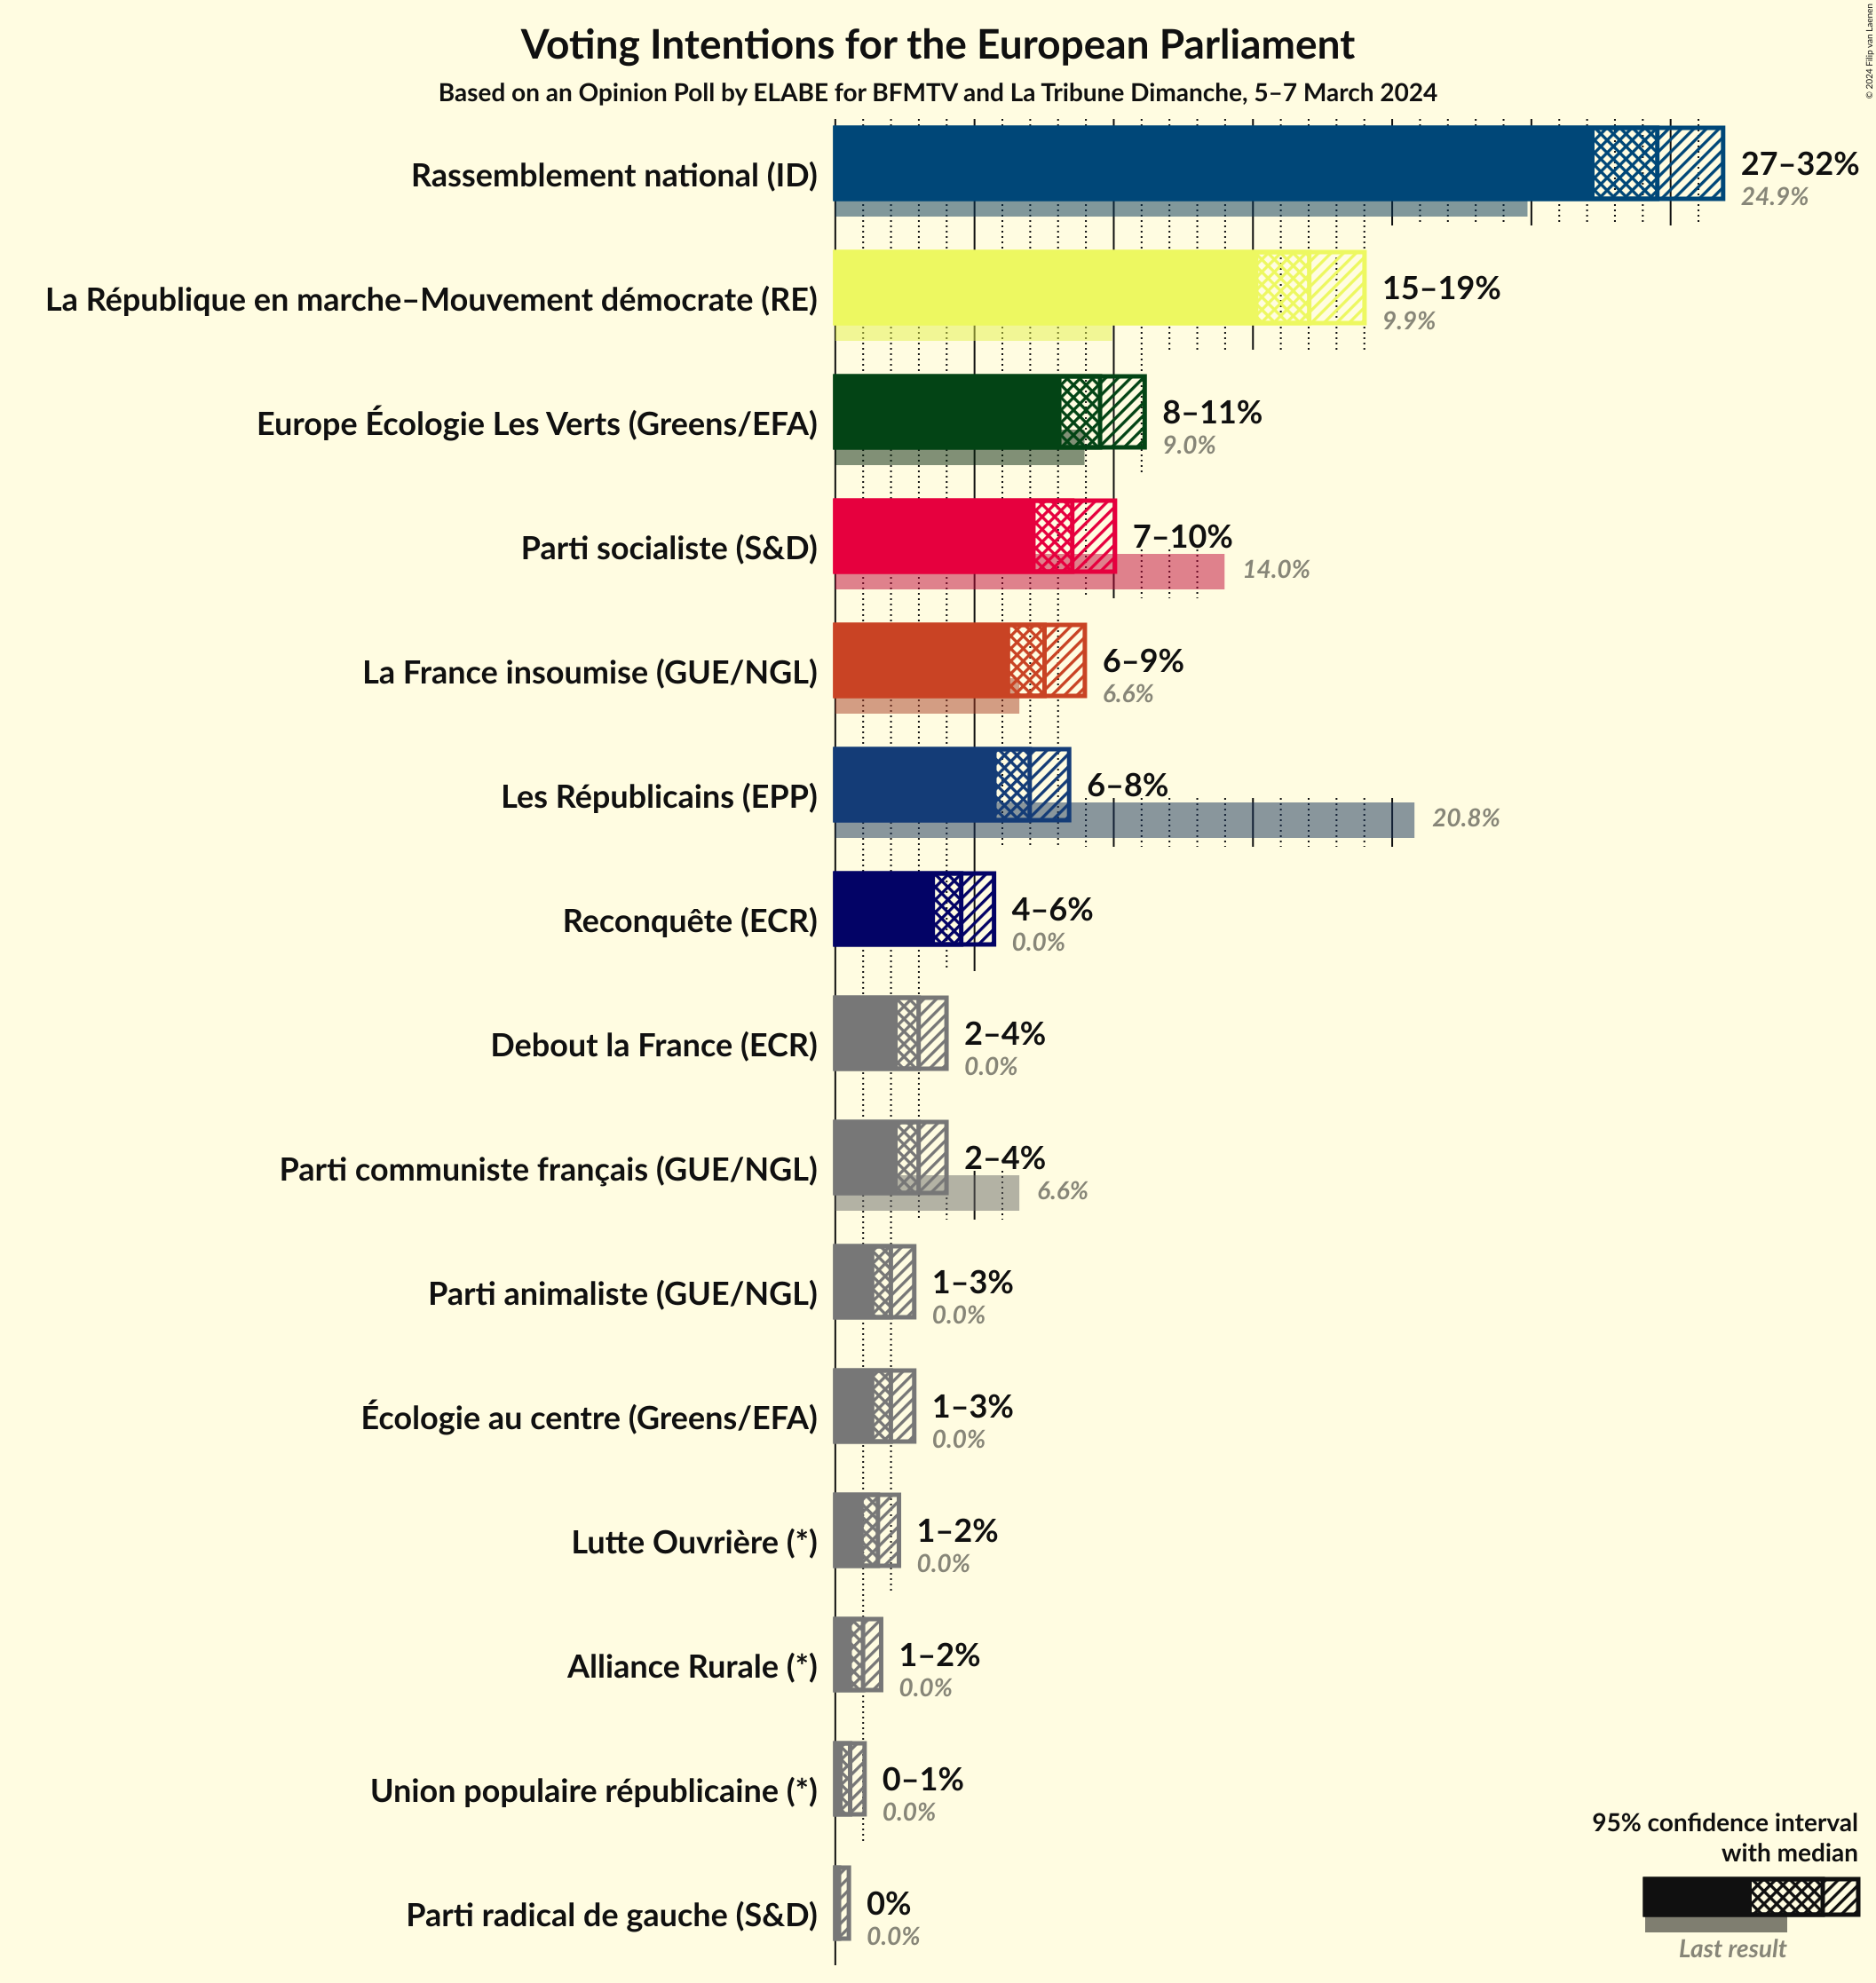 Voting Intentions for the European Parliament
Based on an Opinion Poll by ELABE for BFMTV and La Tribune Dimanche, 5–7 March 2024
© 2024 Filip van Laenen
Rassemblement national (ID)
27–32%
24.9%
La République en marche–Mouvement démocrate (RE)
15–19%
9.9%
Europe Écologie Les Verts (Greens/EFA)
8–11%
9.0%
Parti socialiste (S&D)
7–10%
14.0%
La France insoumise (GUE/NGL)
6–9%
6.6%
Les Républicains (EPP)
6–8%
20.8%
Reconquête (ECR)
4–6%
0.0%
Debout la France (ECR)
2–4%
0.0%
Parti communiste français (GUE/NGL)
2–4%
6.6%
Parti animaliste (GUE/NGL)
1–3%
0.0%
Écologie au centre (Greens/EFA)
1–3%
0.0%
Lutte Ouvrière (*)
1–2%
0.0%
Alliance Rurale (*)
1–2%
0.0%
Union populaire républicaine (*)
0–1%
0.0%
Parti radical de gauche (S&D)
0%
0.0%
95% confidence interval
with median
Last result